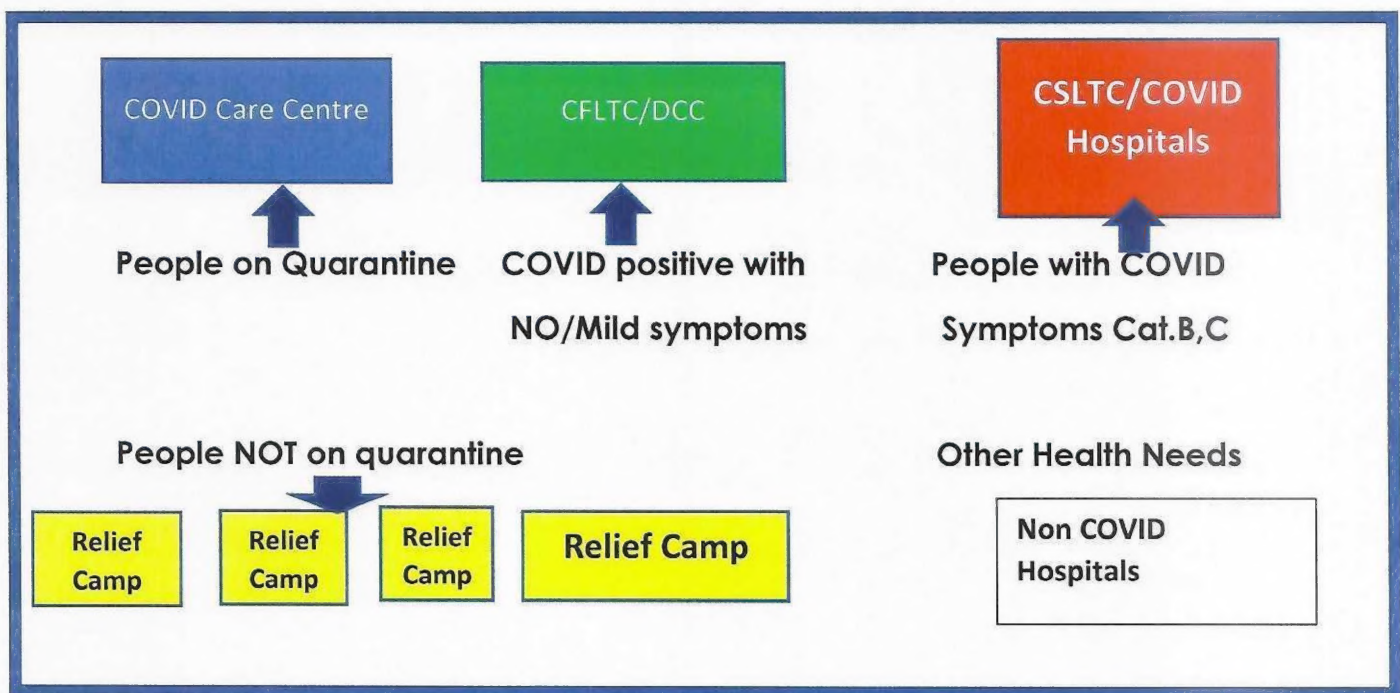 COVID Care Centre
CFLTC/DCC
CSLTC/COVID
Hospitals
People on Quarantine
COVID positive with
NO/Mild symptoms
People with COVID
Symptoms Cat.B,C
People NOT on quarantine
Other Health Needs
Relief
Camp
Relief
Camp
Relief
Camp
Relief Camp
Non COVID
Hospitals